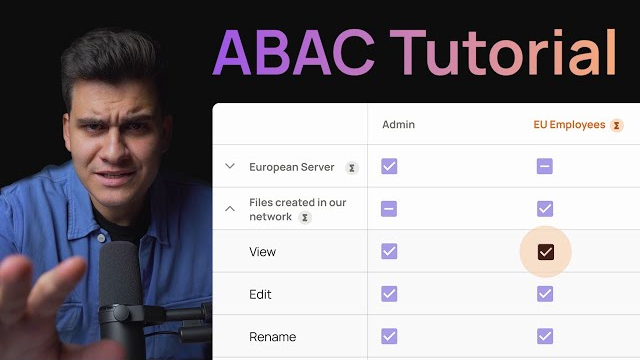 ABAC Tutorial
Admin
EU Employees
European Server
Files created in our
network
View
Edit
Rename